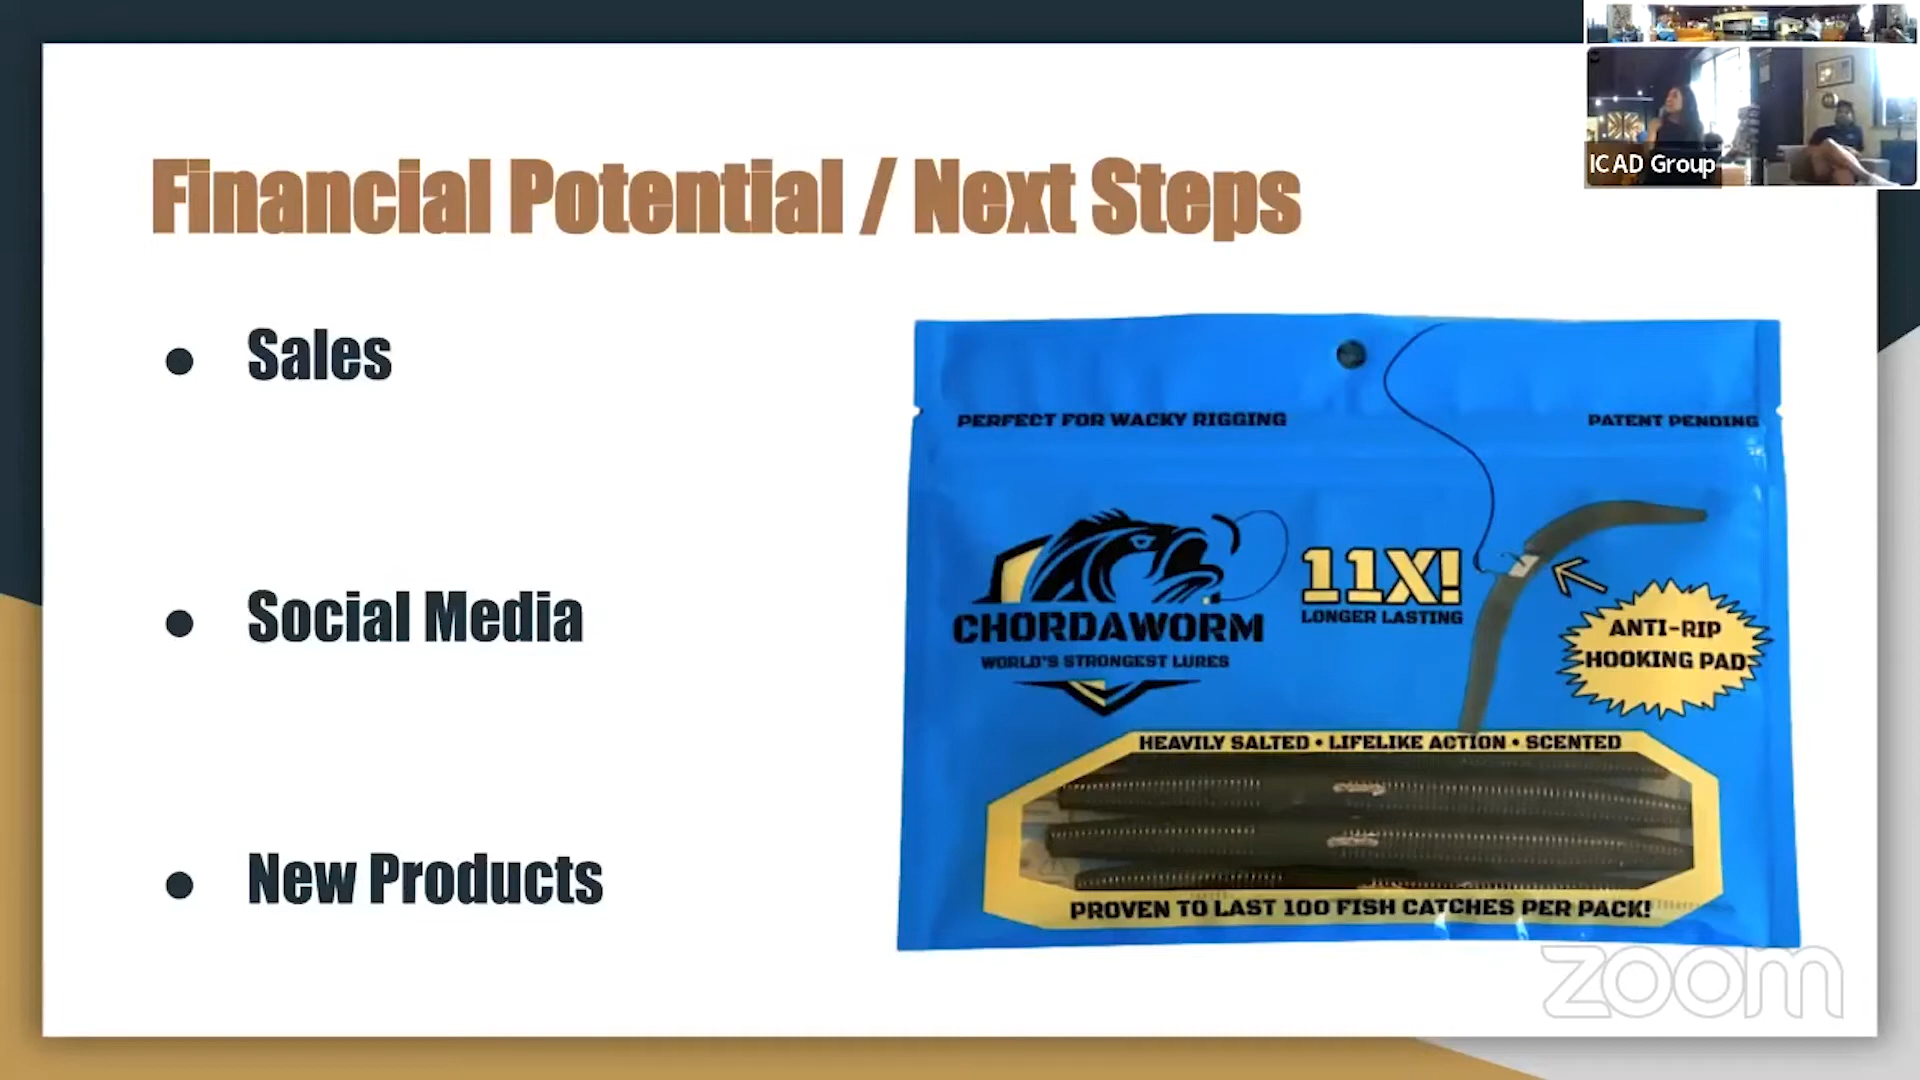 ICAD Group
Financial Potential / Next Steps
● Sales
● Social Media
● New Products
PERFECT FOR WACKY RIGGING
PATENT PENDING
CHORDAWORM
WORLD'S STRONGEST LURES
11X!
LONGER LASTING
ANTI-RIP
HOOKING PAD
HEAVILY SALTED • LIFELIKE ACTION • SCENTED
PROVEN TO LAST 100 FISH CATCHES PER PACK!
zoom